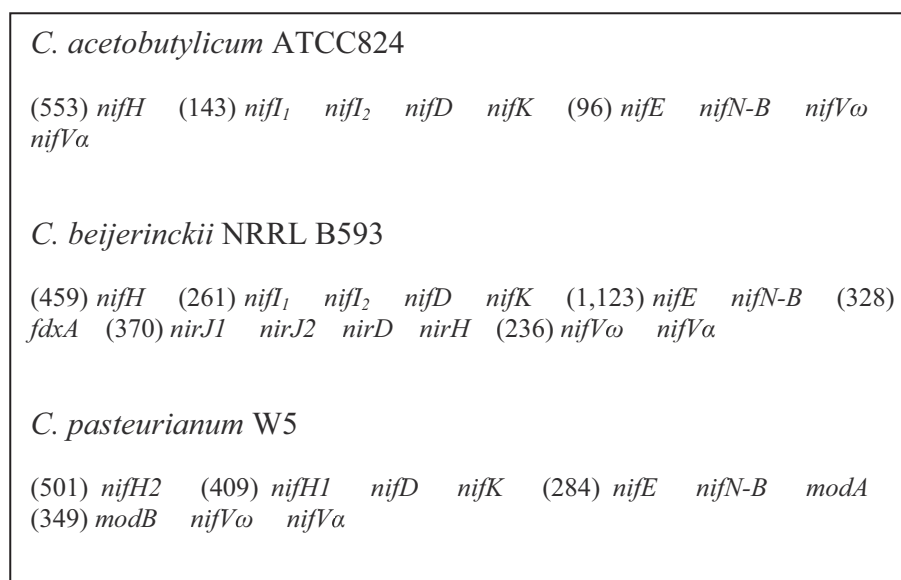 C. acetobutylicum ATCC824
(553) nifH (143) nifI₁ nifI₂ nifD nifK (96) nifE nifN-B nifVω
nifVα
C. beijerinckii NRRL B593
(459) nifH (261) nifI₁ nifI₂ nifD nifK (1,123) nifE nifN-B (328)
fdxA (370) nirJ1 nirJ2 nirD nirH (236) nifVω nifVα
C. pasteurianum W5
(501) nifH2 (409) nifH1 nifD nifK (284) nifE nifN-B modA
(349) modB nifVω nifVα